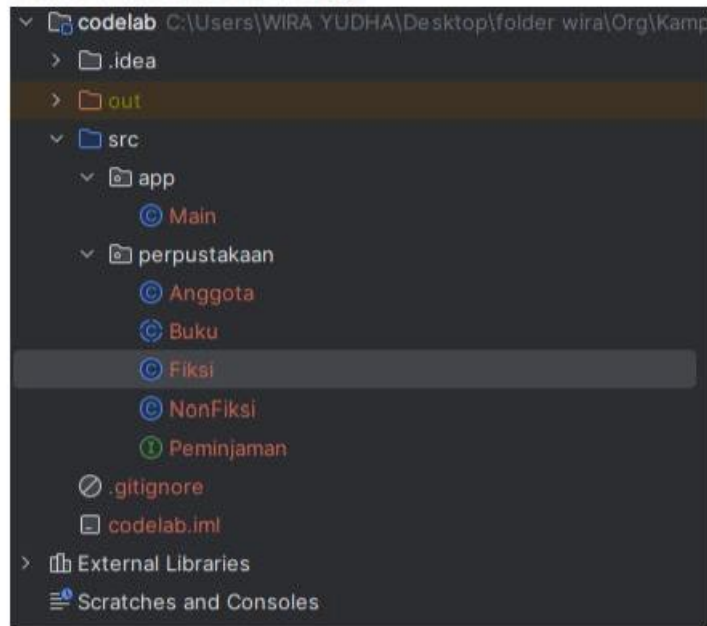 codelab C:\Users\WIRA YUDHA\Desktop\folder wira\Org\Kamp
.idea
out
src
app
Main
perpustakaan
Anggota
Buku
Fiksi
NonFiksi
Peminjaman
.gitignore
codelab.iml
External Libraries
Scratches and Consoles